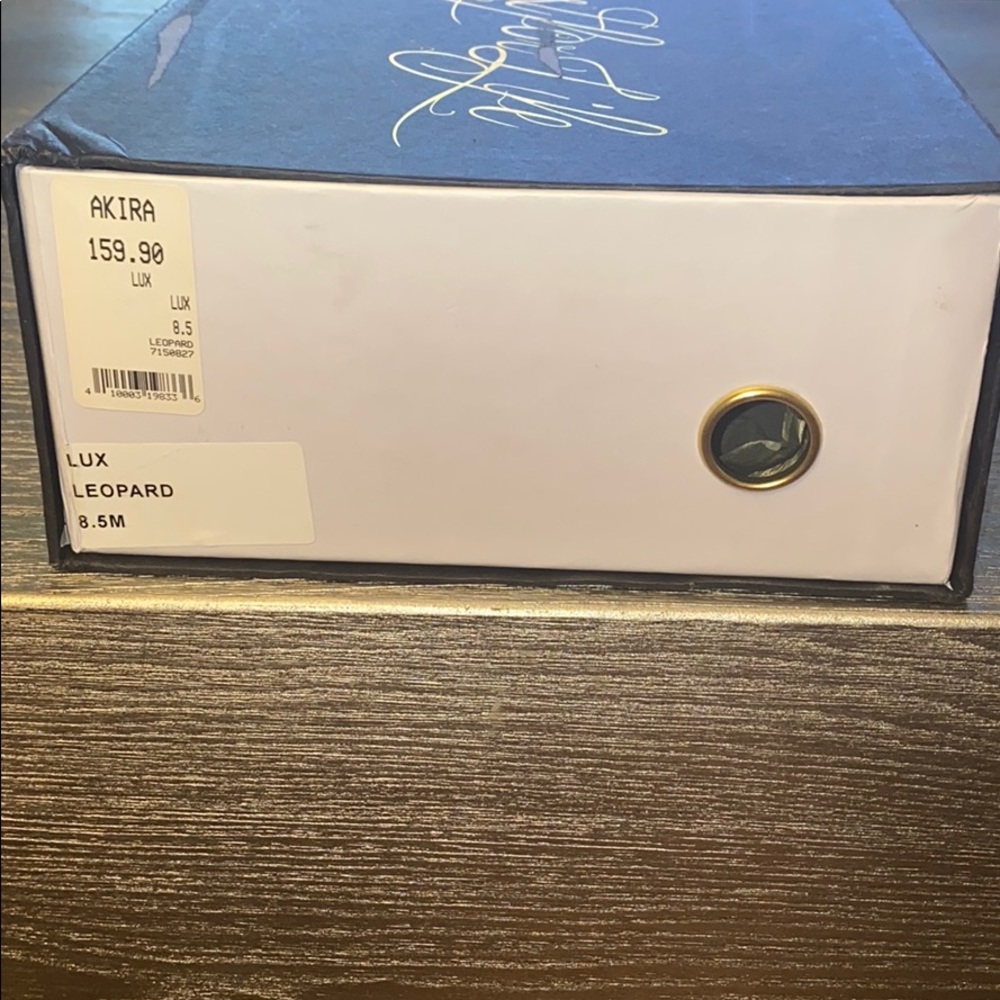 AKIRA
159.90
LUX
LUX
8.5
LEOPARD
7150827
4 10003 19833 6
LUX
LEOPARD
8.5M